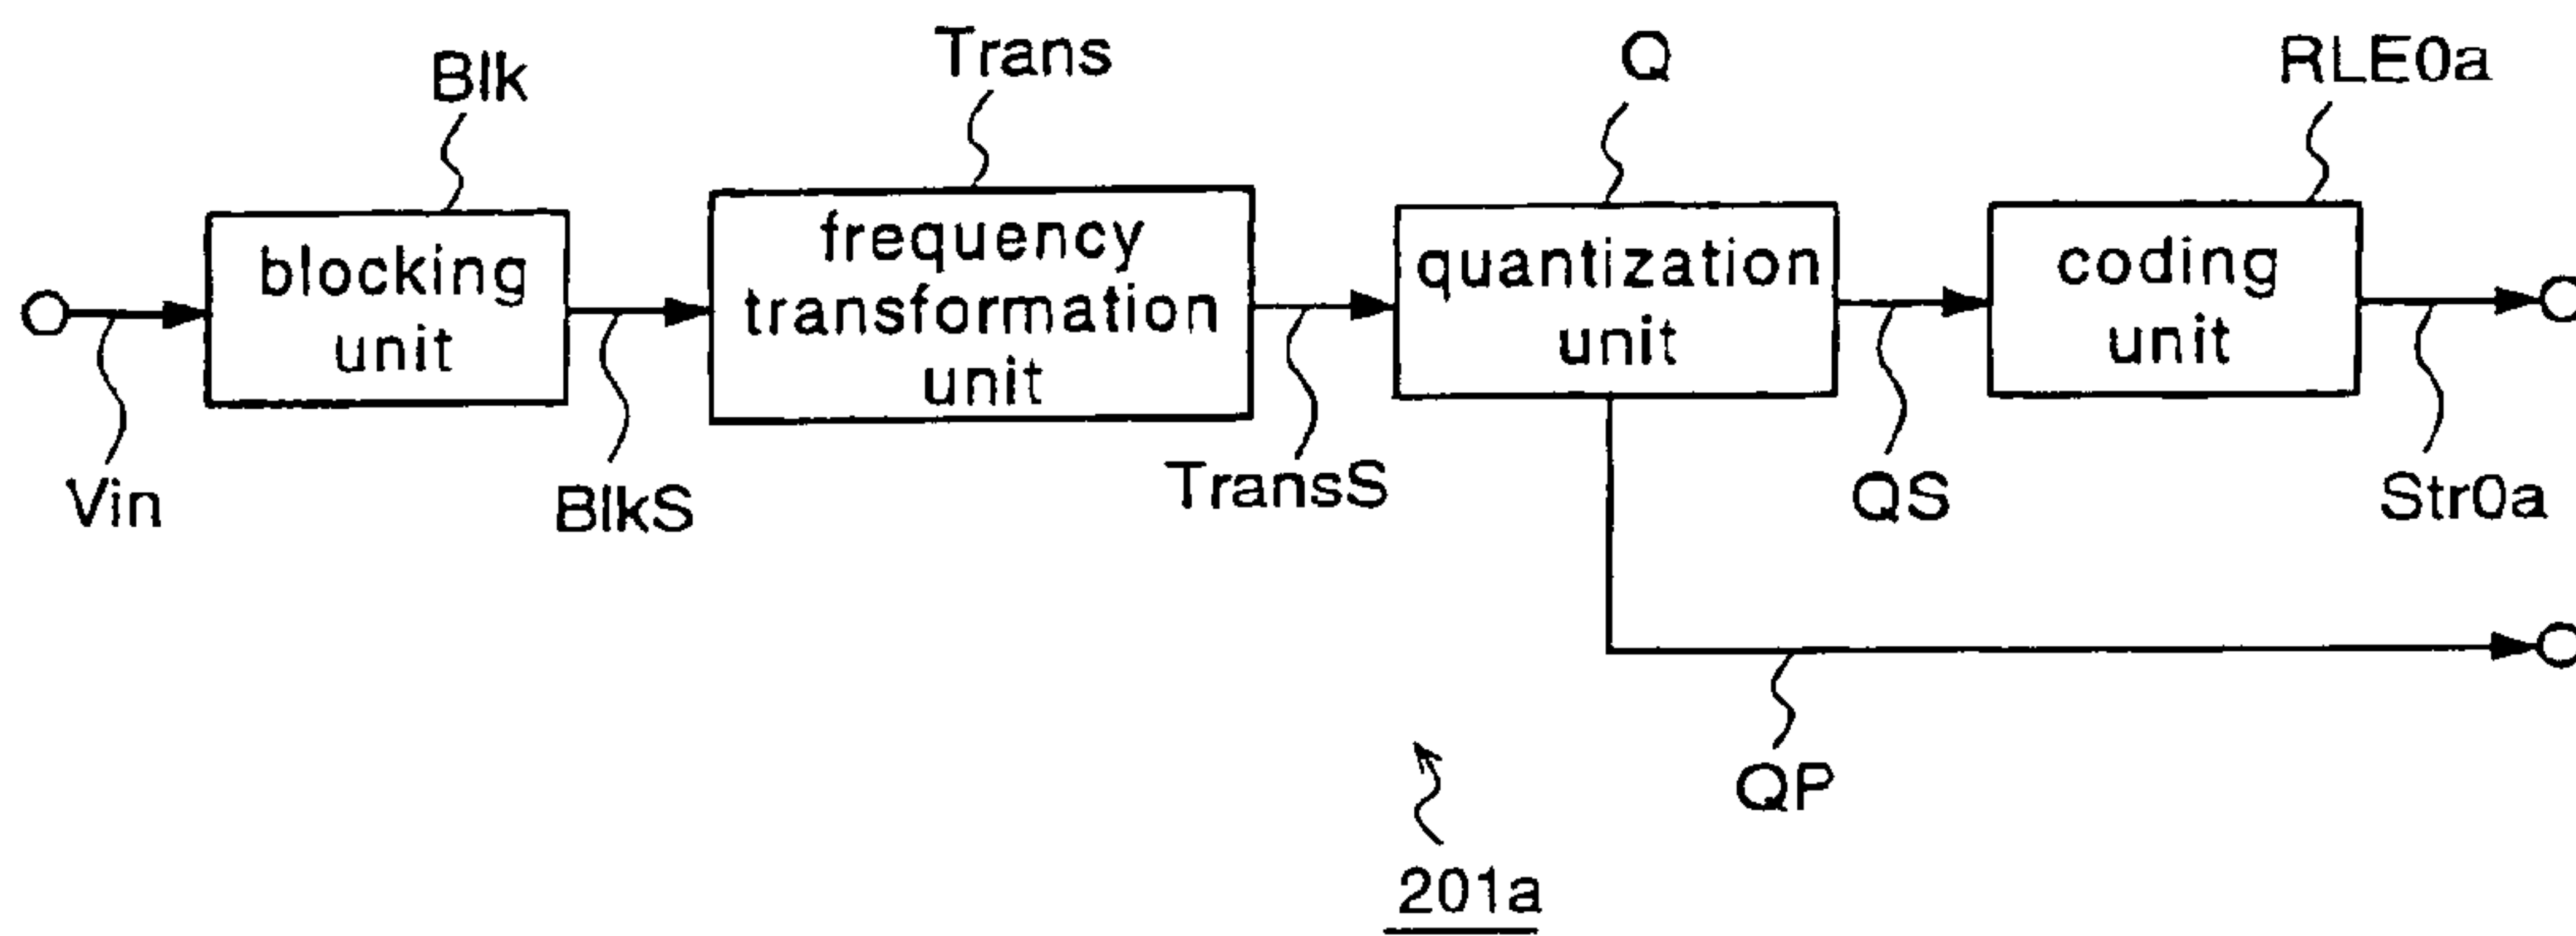 Blk
Trans
Q
RLE0a
blocking
unit
frequency
transformation
unit
quantization
unit
coding
unit
Vin
BlkS
TransS
QS
Str0a
QP
201a